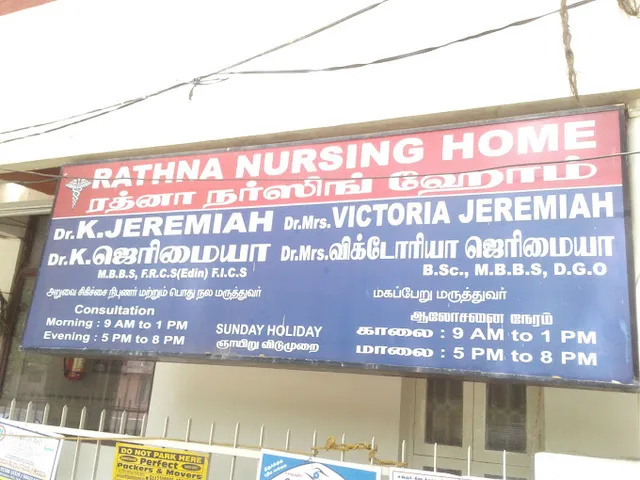 RATHNA NURSING HOME
ரத்னா நர்ஸிங் ஹோம்
Dr.K.JEREMIAH
Dr.K.ஜெரிமையா
M.B.B.S, F.R.C.S(Edin) F.I.C.S
அறுவை சிகிச்சை நிபுணர் மற்றும் பொது நல மருத்துவர்
Dr.Mrs.VICTORIA JEREMIAH
Dr.Mrs.விக்டோரியா ஜெரிமையா
B.Sc., M.B.B.S, D.G.O
மகப்பேறு மருத்துவர்
Consultation
Morning : 9 AM to 1 PM
Evening : 5 PM to 8 PM
SUNDAY HOLIDAY
ஞாயிறு விடுமுறை
ஆலோசனை நேரம்
காலை : 9 AM to 1 PM
மாலை : 5 PM to 8 PM
DO NOT PARK HERE
Perfect
Packers & Movers